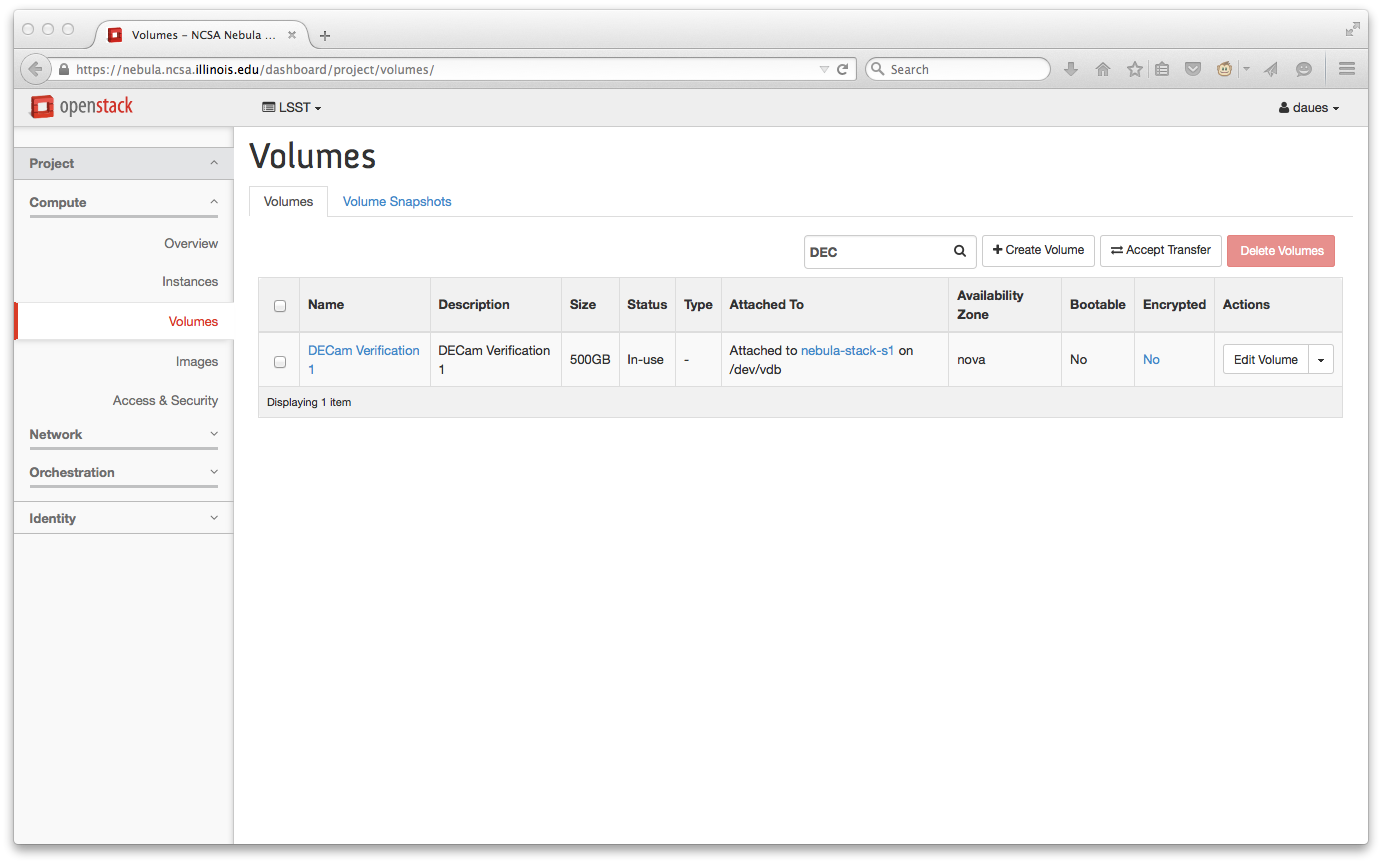 Volumes - NCSA Nebula ...
https://nebula.ncsa.illinois.edu/dashboard/project/volumes/
Search
openstack
LSST
daues
Project
Compute
Overview
Instances
Volumes
Images
Access & Security
Network
Orchestration
Identity
Volumes
Volumes Volume Snapshots
DEC Create Volume Accept Transfer Delete Volumes
Name Description Size Status Type Attached To Availability Zone Bootable Encrypted Actions
DECam Verification 1 DECam Verification 1 500GB In-use - Attached to nebula-stack-s1 on /dev/vdb nova No No Edit Volume
Displaying 1 item